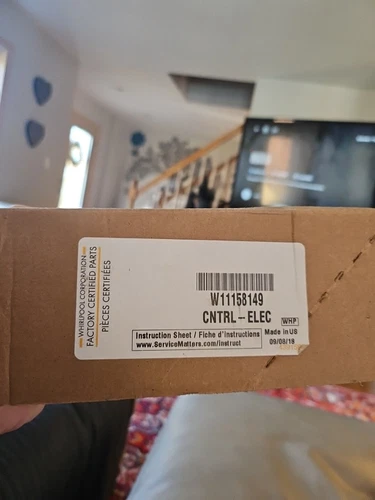 WHIRLPOOL CORPORATION
FACTORY CERTIFIED PARTS
PIÈCES CERTIFIÉES
W11158149
CNTRL-ELEC
WHP
Instruction Sheet / Fiche d'instructions
Made in US
www.ServiceMatters.com/instruct
09/08/19